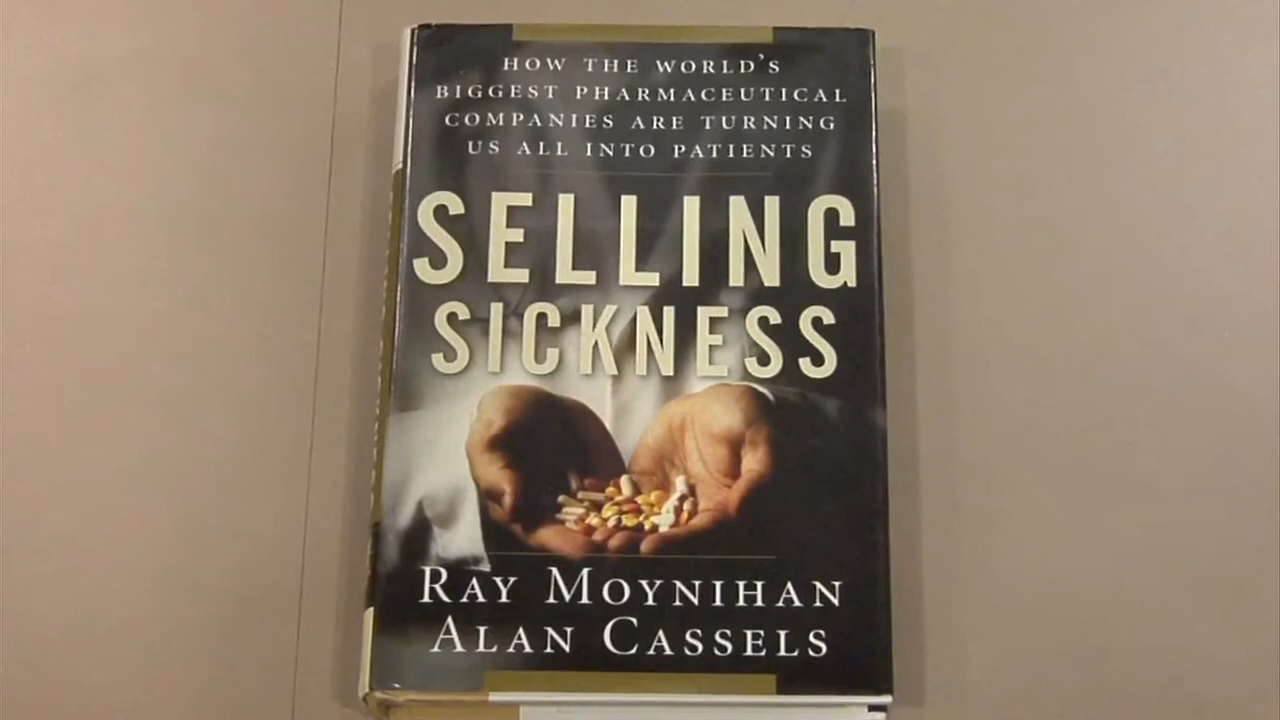 HOW THE WORLD'S
BIGGEST PHARMACEUTICAL
COMPANIES ARE TURNING
US ALL INTO PATIENTS
SELLING
SICKNESS
RAY MOYNIHAN
ALAN CASSELS